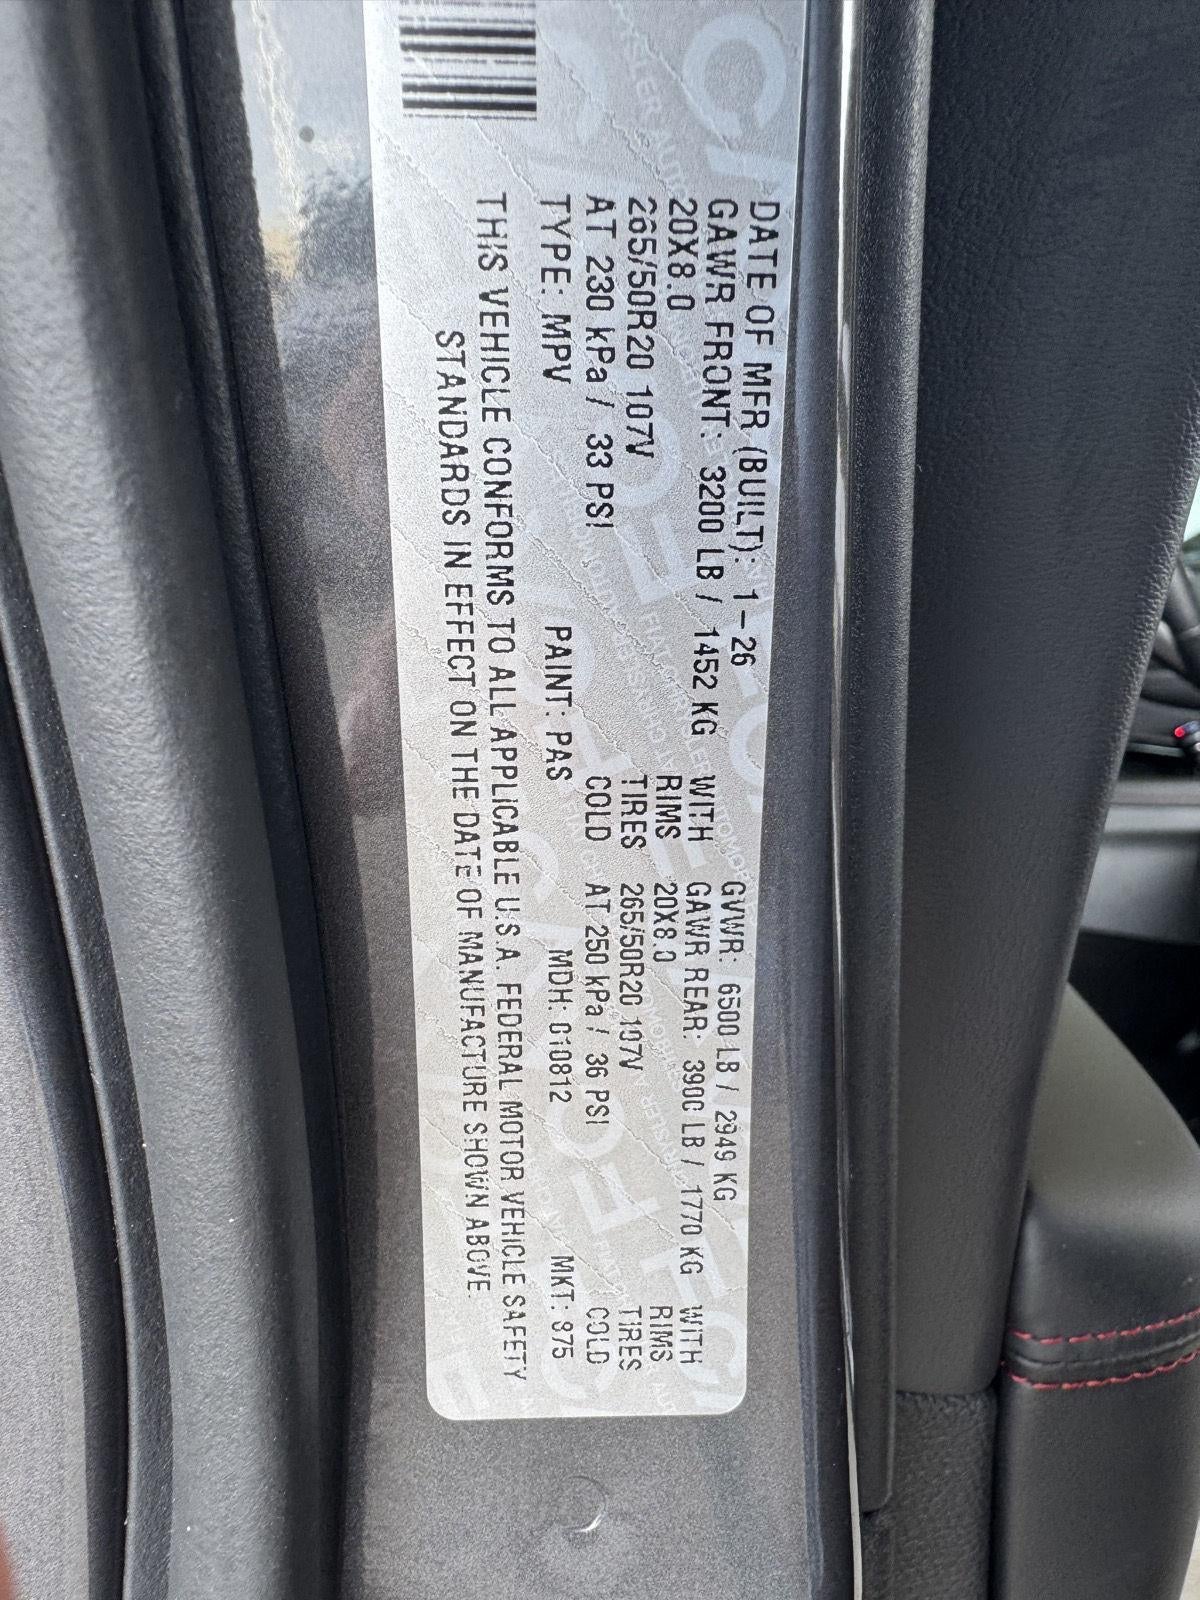 DATE OF MFR (BUILT): 1-26 GVWR: 6500 LB / 2949 KG
GAWR FRONT: 3200 LB / 1452 KG WITH GAWR REAR: 3900 LB / 1770 KG WITH
20X8.0 RIMS 20X8.0 RIMS
265/50R20 107V TIRES 265/50R20 107V TIRES
AT 230 kPa / 33 PSI COLD AT 250 kPa / 36 PSI COLD
TYPE: MPV PAINT: PAS MDH: 010812 MKT: 875
THIS VEHICLE CONFORMS TO ALL APPLICABLE U.S.A. FEDERAL MOTOR VEHICLE SAFETY
STANDARDS IN EFFECT ON THE DATE OF MANUFACTURE SHOWN ABOVE.